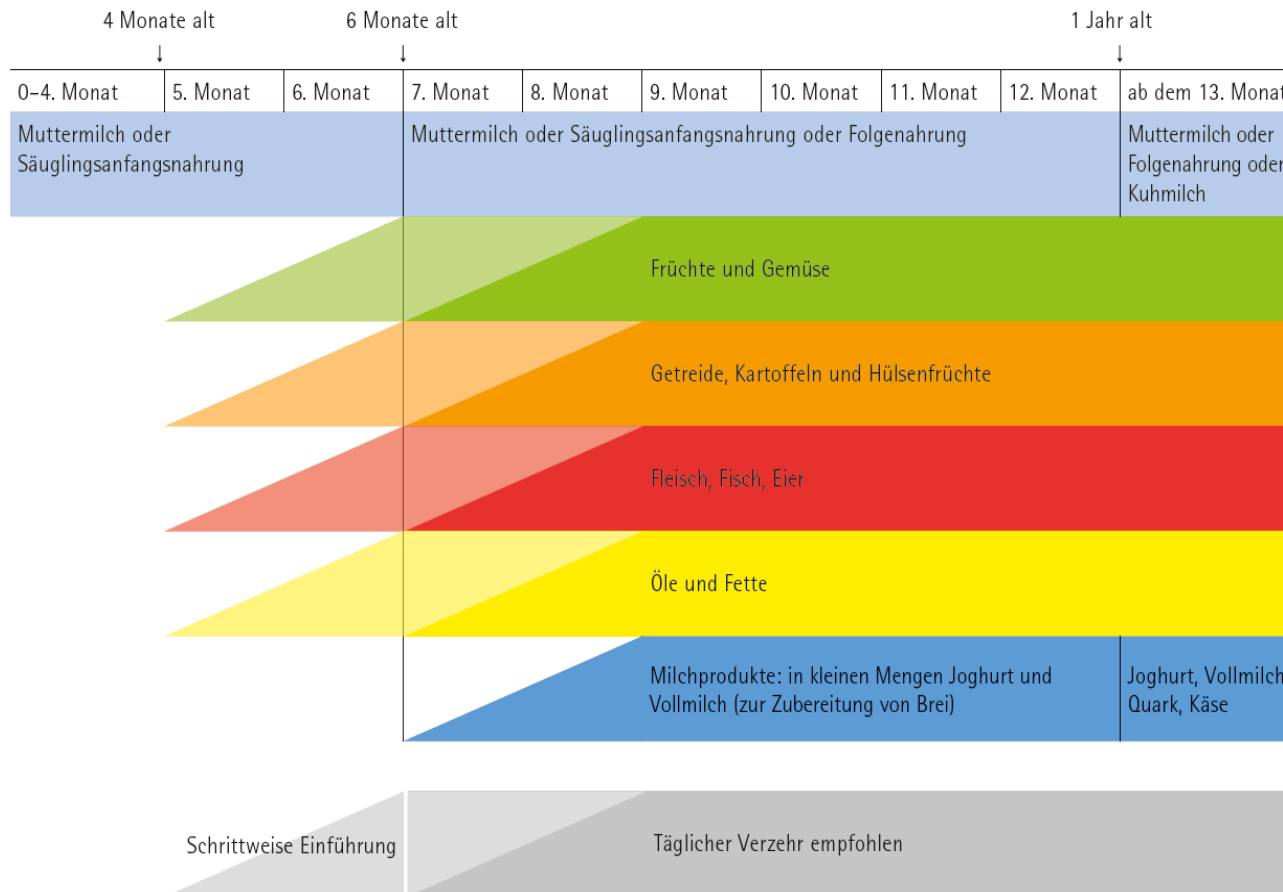 4 Monate alt
6 Monate alt
1 Jahr alt
0–4. Monat
5. Monat
6. Monat
7. Monat
8. Monat
9. Monat
10. Monat
11. Monat
12. Monat
ab dem 13. Monat
Muttermilch oder
Säuglingsanfangsnahrung
Muttermilch oder Säuglingsanfangsnahrung oder Folgenahrung
Muttermilch oder
Folgenahrung oder
Kuhmilch
Früchte und Gemüse
Getreide, Kartoffeln und Hülsenfrüchte
Fleisch, Fisch, Eier
Öle und Fette
Milchprodukte: in kleinen Mengen Joghurt und
Vollmilch (zur Zubereitung von Brei)
Joghurt, Vollmilch
Quark, Käse
Schrittweise Einführung
Täglicher Verzehr empfohlen